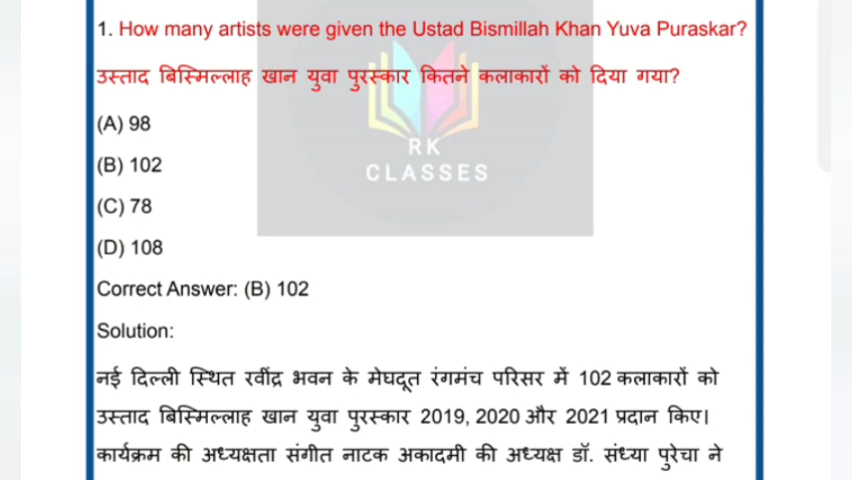 1. How many artists were given the Ustad Bismillah Khan Yuva Puraskar?
उस्ताद बिस्मिल्लाह खान युवा पुरस्कार कितने कलाकारों को दिया गया?
(A) 98
(B) 102
(C) 78
(D) 108
RK
CLASSES
Correct Answer: (B) 102
Solution:
नई दिल्ली स्थित रवींद्र भवन के मेघदूत रंगमंच परिसर में 102 कलाकारों को
उस्ताद बिस्मिल्लाह खान युवा पुरस्कार 2019, 2020 और 2021 प्रदान किए।
कार्यक्रम की अध्यक्षता संगीत नाटक अकादमी की अध्यक्ष डॉ. संध्या पुरेचा ने